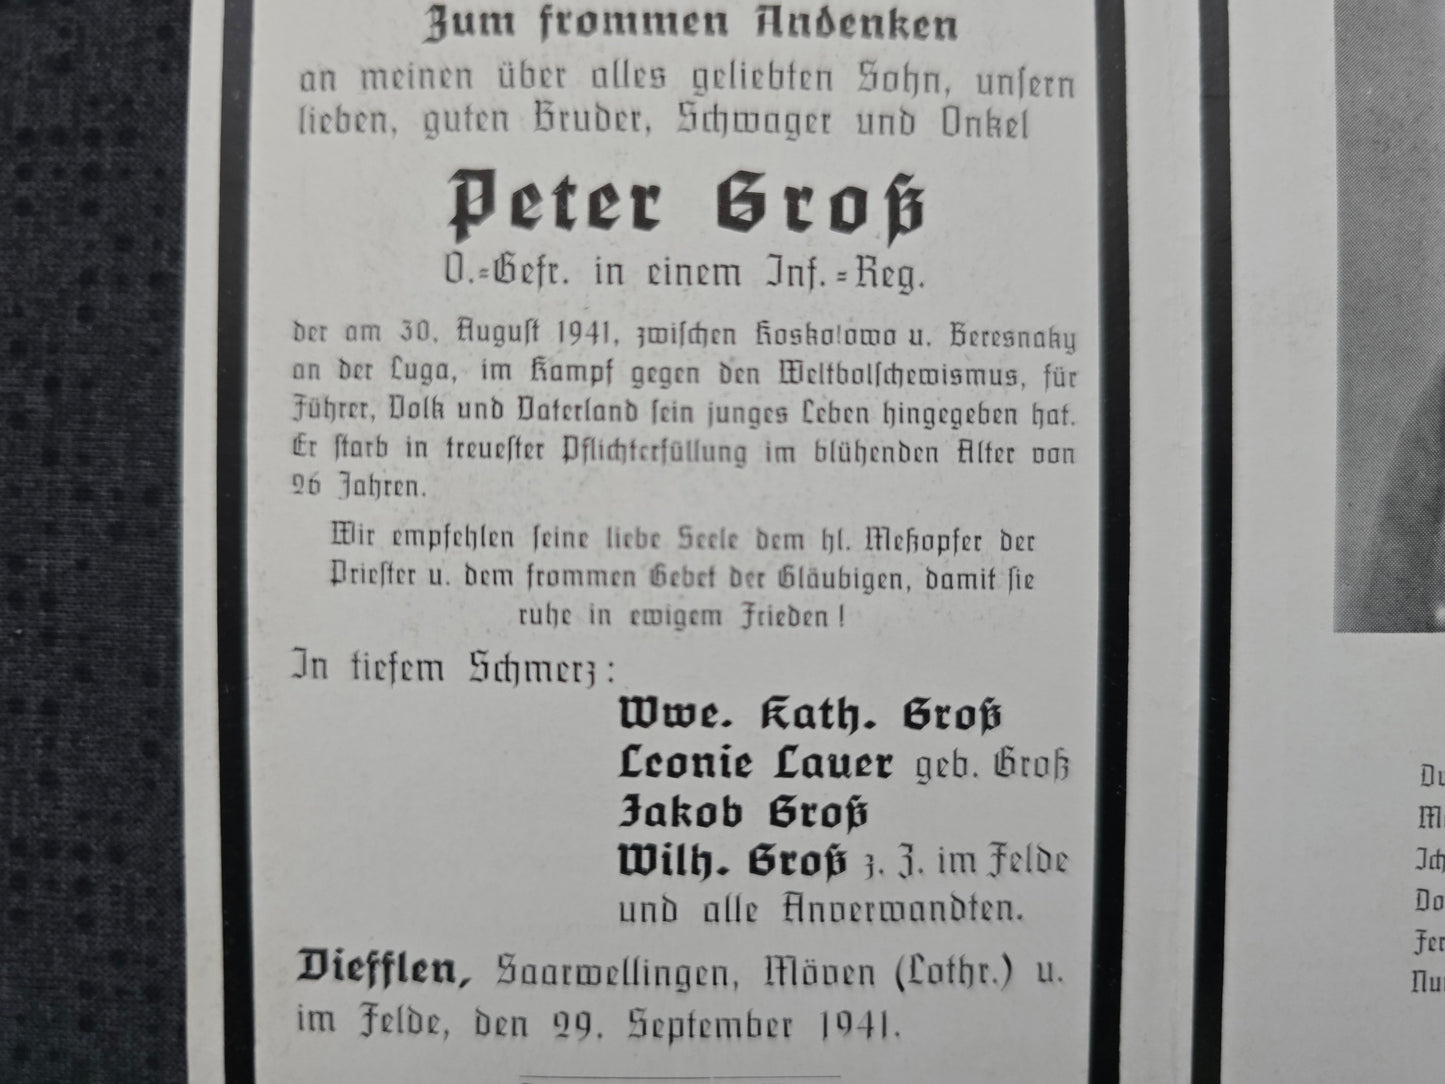 Zum frommen Andenken
an meinen über alles geliebten Sohn, unsern
lieben, guten Bruder, Schwager und Onkel
Peter Groß
O.=Gefr. in einem Inf.=Reg.
der am 30. August 1941, zwischen Koskolowo u. Beresnaky
an der Luga, im Kampf gegen den Weltbolschewismus, für
Führer, Volk und Vaterland sein junges Leben hingegeben hat.
Er starb in treuester Pflichterfüllung im blühenden Alter von
26 Jahren.
Wir empfehlen seine liebe Seele dem hl. Meßopfer der
Priester u. dem frommen Gebet der Gläubigen, damit sie
ruhe in ewigem Frieden!
In tiefem Schmerz:
Wwe. Kath. Groß
Leonie Lauer geb. Groß
Jakob Groß
Wilh. Groß z. Z. im Felde
und alle Anverwandten.
Diefflen, Saarwellingen, Möven (Lothr.) u.
im Felde, den 29. September 1941.
Du
Ich